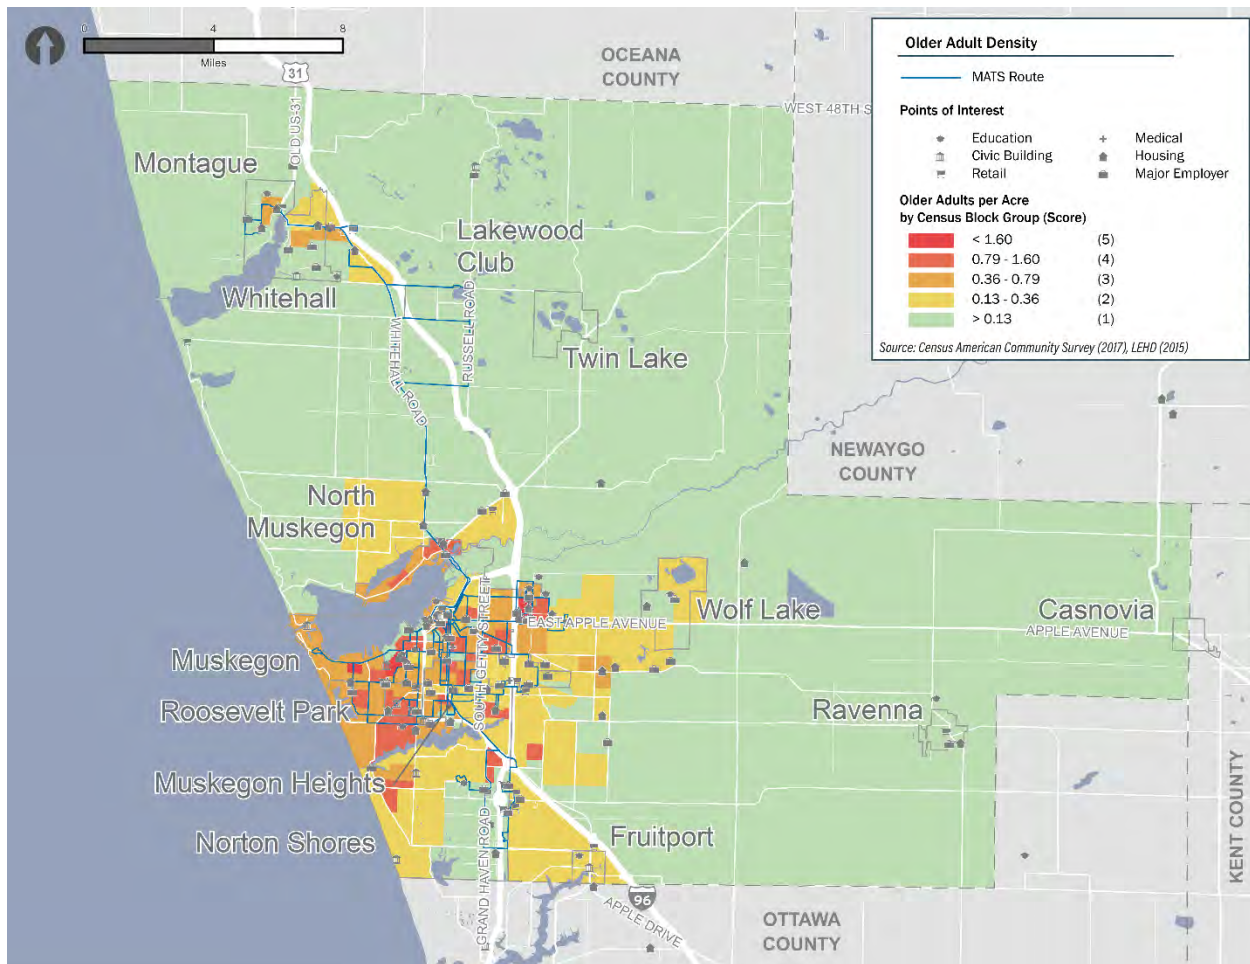 0 4 8
Miles
31
OLD US-31
OCEANA
COUNTY
WEST 48TH S
Older Adult Density
MATS Route
Points of Interest
Education
Civic Building
Retail
Medical
Housing
Major Employer
Older Adults per Acre
by Census Block Group (Score)
< 1.60 (5)
0.79 - 1.60 (4)
0.36 - 0.79 (3)
0.13 - 0.36 (2)
> 0.13 (1)
Source: Census American Community Survey (2017), LEHD (2015)
Montague
Lakewood
Club
Whitehall
RUSSELL ROAD
WHITEHALL ROAD
Twin Lake
NEWAYGO
COUNTY
North
Muskegon
SOUTH GETTY STREET
EAST APPLE AVENUE
Wolf Lake
Casnovia
APPLE AVENUE
Muskegon
Roosevelt Park
Ravenna
Muskegon Heights
Norton Shores
GRAND HAVEN ROAD
Fruitport
96
APPLE DRIVE
OTTAWA
COUNTY
KENT COUNTY